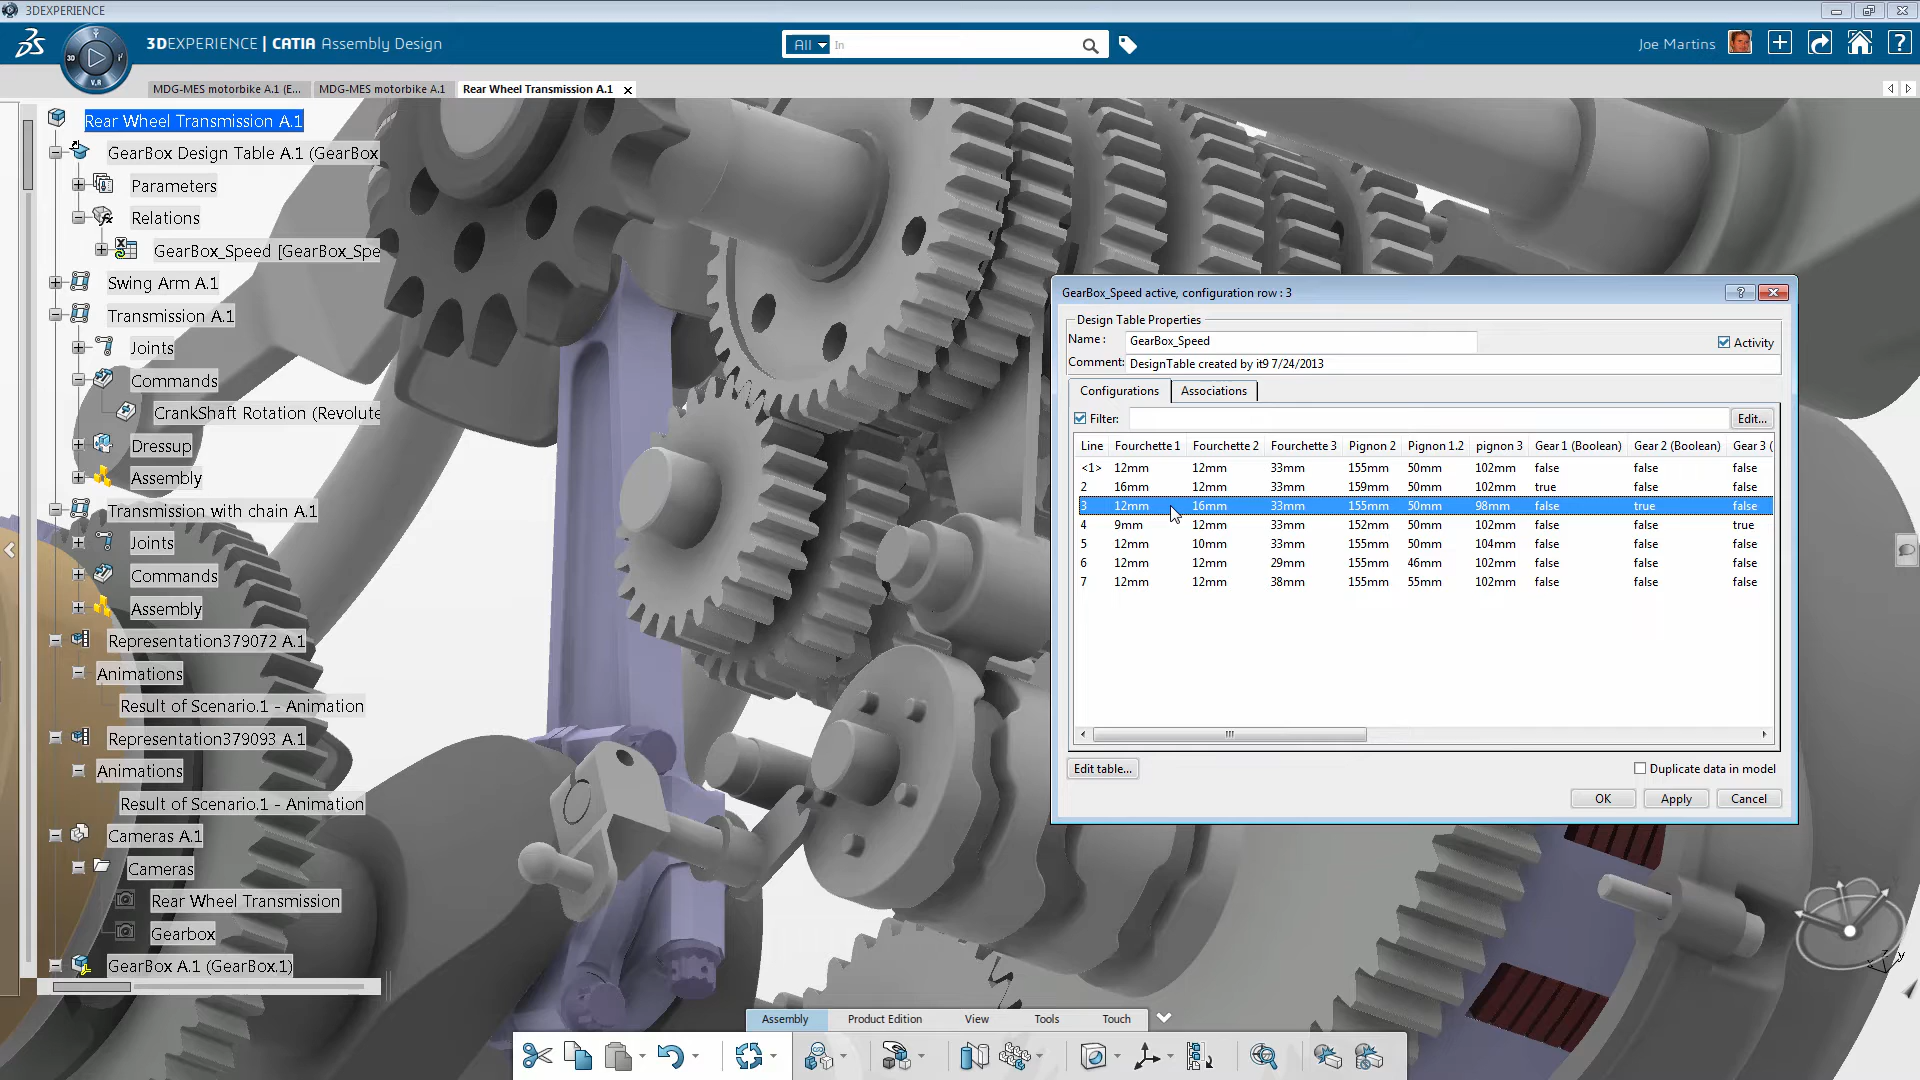 3DEXPERIENCE
3DEXPERIENCE | CATIA Assembly Design
All In
Joe Martins
3D
V.R
MDG-MES motorbike A.1 (E...
MDG-MES motorbike A.1
Rear Wheel Transmission A.1
Rear Wheel Transmission A.1
GearBox Design Table A.1 (GearBox
Parameters
Relations
GearBox_Speed [GearBox_Spe
Swing Arm A.1
Transmission A.1
Joints
Commands
CrankShaft Rotation (Revolute
Dressup
Assembly
Transmission with chain A.1
Joints
Commands
Assembly
Representation379072 A.1
Animations
Result of Scenario.1 - Animation
Representation379093 A.1
Animations
Result of Scenario.1 - Animation
Cameras A.1
Cameras
Rear Wheel Transmission
Gearbox
GearBox A.1 (GearBox.1)
GearBox_Speed active, configuration row : 3
Design Table Properties
Name : GearBox_Speed
Activity
Comment: DesignTable created by it9 7/24/2013
Configurations Associations
Filter: Edit...
Line Fourchette 1 Fourchette 2 Fourchette 3 Pignon 2 Pignon 1.2 pignon 3 Gear 1 (Boolean) Gear 2 (Boolean) Gear 3 (
<1> 12mm 12mm 33mm 155mm 50mm 102mm false false false
2 16mm 12mm 33mm 159mm 50mm 102mm true false false
3 12mm 16mm 33mm 155mm 50mm 98mm false true false
4 9mm 12mm 33mm 152mm 50mm 102mm false false true
5 12mm 10mm 33mm 155mm 50mm 104mm false false false
6 12mm 12mm 29mm 155mm 46mm 102mm false false false
7 12mm 12mm 38mm 155mm 55mm 102mm false false false
Edit table...
Duplicate data in model
OK Apply Cancel
Assembly Product Edition View Tools Touch